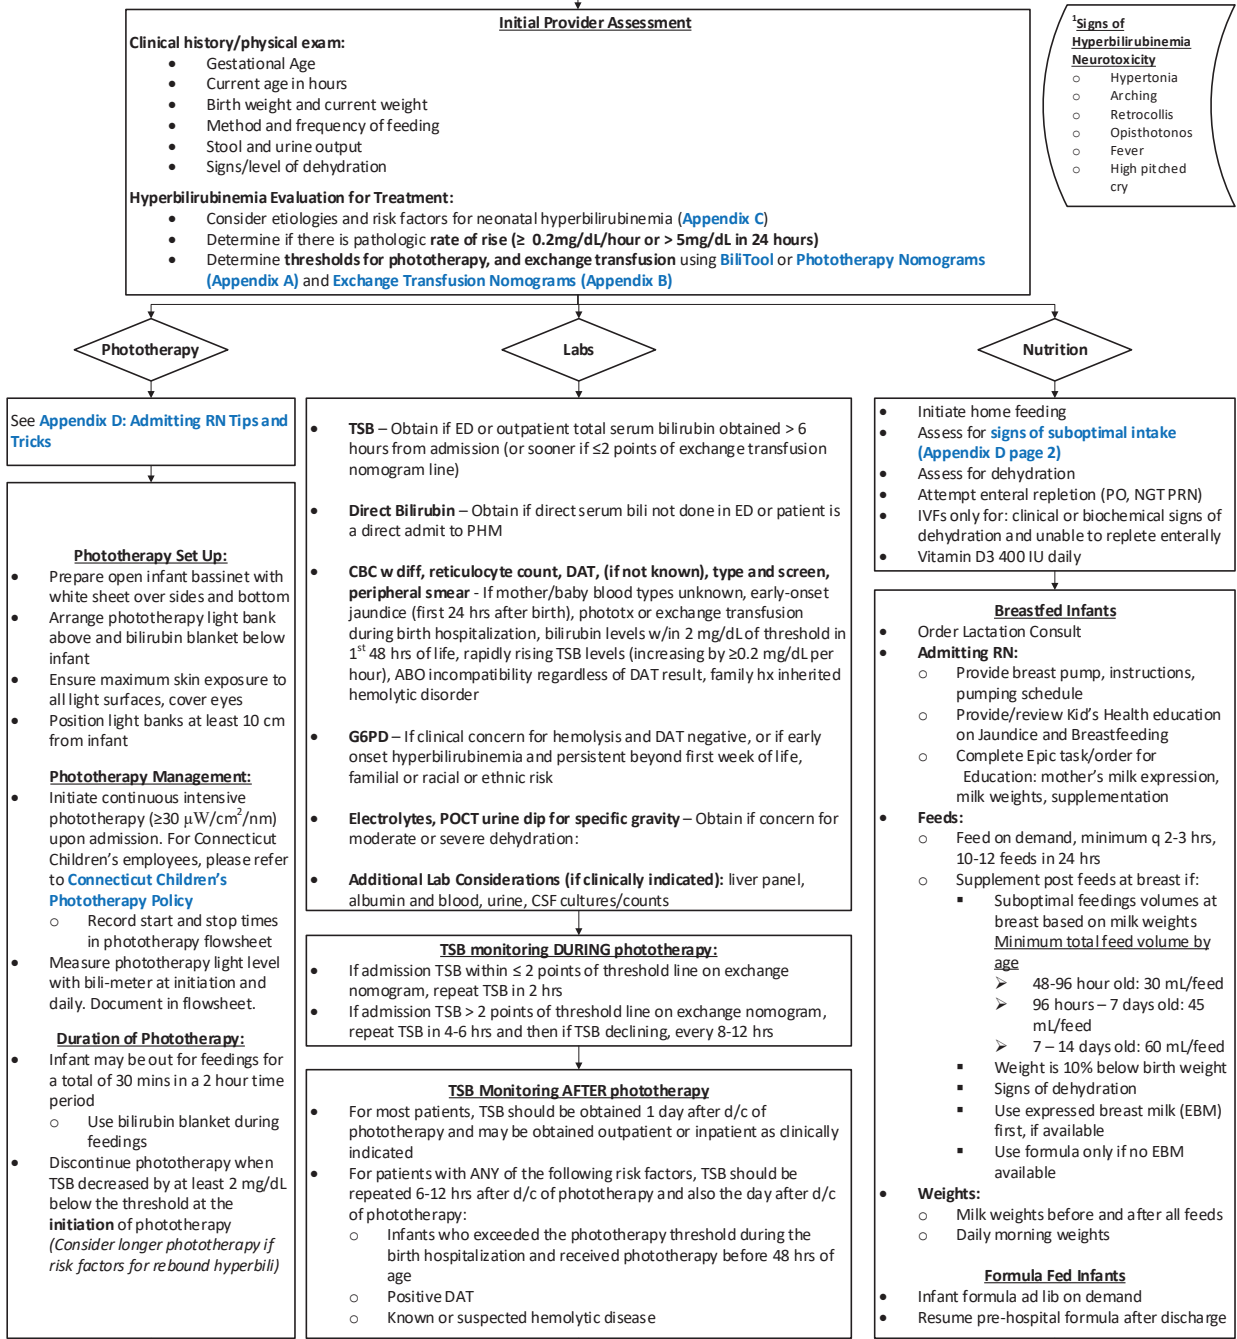 Initial Provider Assessment
Clinical history/physical exam:
• Gestational Age
• Current age in hours
• Birth weight and current weight
• Method and frequency of feeding
• Stool and urine output
• Signs/level of dehydration
Hyperbilirubinemia Evaluation for Treatment:
• Consider etiologies and risk factors for neonatal hyperbilirubinemia (Appendix C)
• Determine if there is pathologic rate of rise (≥ 0.2mg/dL/hour or > 5mg/dL in 24 hours)
• Determine thresholds for phototherapy, and exchange transfusion using BiliTool or Phototherapy Nomograms
(Appendix A) and Exchange Transfusion Nomograms (Appendix B)
¹Signs of
Hyperbilirubinemia
Neurotoxicity
o Hypertonia
o Arching
o Retrocollis
o Opisthotonos
o Fever
o High pitched
cry
Phototherapy
Labs
Nutrition
See Appendix D: Admitting RN Tips and
Tricks
Phototherapy Set Up:
• Prepare open infant bassinet with
white sheet over sides and bottom
• Arrange phototherapy light bank
above and bilirubin blanket below
infant
• Ensure maximum skin exposure to
all light surfaces, cover eyes
• Position light banks at least 10 cm
from infant
Phototherapy Management:
• Initiate continuous intensive
phototherapy (≥30 µW/cm²/nm)
upon admission. For Connecticut
Children's employees, please refer
to Connecticut Children's
Phototherapy Policy
o Record start and stop times
in phototherapy flowsheet
• Measure phototherapy light level
with bili-meter at initiation and
daily. Document in flowsheet.
Duration of Phototherapy:
• Infant may be out for feedings for
a total of 30 mins in a 2 hour time
period
o Use bilirubin blanket during
feedings
• Discontinue phototherapy when
TSB decreased by at least 2 mg/dL
below the threshold at the
initiation of phototherapy
(Consider longer phototherapy if
risk factors for rebound hyperbili)
• TSB – Obtain if ED or outpatient total serum bilirubin obtained > 6
hours from admission (or sooner if ≤2 points of exchange transfusion
nomogram line)
• Direct Bilirubin – Obtain if direct serum bili not done in ED or patient is
a direct admit to PHM
• CBC w diff, reticulocyte count, DAT, (if not known), type and screen,
peripheral smear - If mother/baby blood types unknown, early-onset
jaundice (first 24 hrs after birth), phototx or exchange transfusion
during birth hospitalization, bilirubin levels w/in 2 mg/dL of threshold in
1st 48 hrs of life, rapidly rising TSB levels (increasing by ≥0.2 mg/dL per
hour), ABO incompatibility regardless of DAT result, family hx inherited
hemolytic disorder
• G6PD – If clinical concern for hemolysis and DAT negative, or if early
onset hyperbilirubinemia and persistent beyond first week of life,
familial or racial or ethnic risk
• Electrolytes, POCT urine dip for specific gravity – Obtain if concern for
moderate or severe dehydration:
• Additional Lab Considerations (if clinically indicated): liver panel,
albumin and blood, urine, CSF cultures/counts
TSB monitoring DURING phototherapy:
• If admission TSB within ≤ 2 points of threshold line on exchange
nomogram, repeat TSB in 2 hrs
• If admission TSB > 2 points of threshold line on exchange nomogram,
repeat TSB in 4-6 hrs and then if TSB declining, every 8-12 hrs
TSB Monitoring AFTER phototherapy
• For most patients, TSB should be obtained 1 day after d/c of
phototherapy and may be obtained outpatient or inpatient as clinically
indicated
• For patients with ANY of the following risk factors, TSB should be
repeated 6-12 hrs after d/c of phototherapy and also the day after d/c
of phototherapy:
o Infants who exceeded the phototherapy threshold during the
birth hospitalization and received phototherapy before 48 hrs of
age
o Positive DAT
o Known or suspected hemolytic disease
• Initiate home feeding
• Assess for signs of suboptimal intake
(Appendix D page 2)
• Assess for dehydration
• Attempt enteral repletion (PO, NGT PRN)
• IVFs only for: clinical or biochemical signs of
dehydration and unable to replete enterally
• Vitamin D3 400 IU daily
Breastfed Infants
• Order Lactation Consult
• Admitting RN:
o Provide breast pump, instructions,
pumping schedule
o Provide/review Kid's Health education
on Jaundice and Breastfeeding
o Complete Epic task/order for
Education: mother's milk expression,
milk weights, supplementation
• Feeds:
o Feed on demand, minimum q 2-3 hrs,
10-12 feeds in 24 hrs
o Supplement post feeds at breast if:
▪ Suboptimal feedings volumes at
breast based on milk weights
Minimum total feed volume by
age
➢ 48-96 hour old: 30 mL/feed
➢ 96 hours – 7 days old: 45
mL/feed
➢ 7 – 14 days old: 60 mL/feed
▪ Weight is 10% below birth weight
▪ Signs of dehydration
▪ Use expressed breast milk (EBM)
first, if available
▪ Use formula only if no EBM
available
• Weights:
o Milk weights before and after all feeds
o Daily morning weights
Formula Fed Infants
• Infant formula ad lib on demand
• Resume pre-hospital formula after discharge